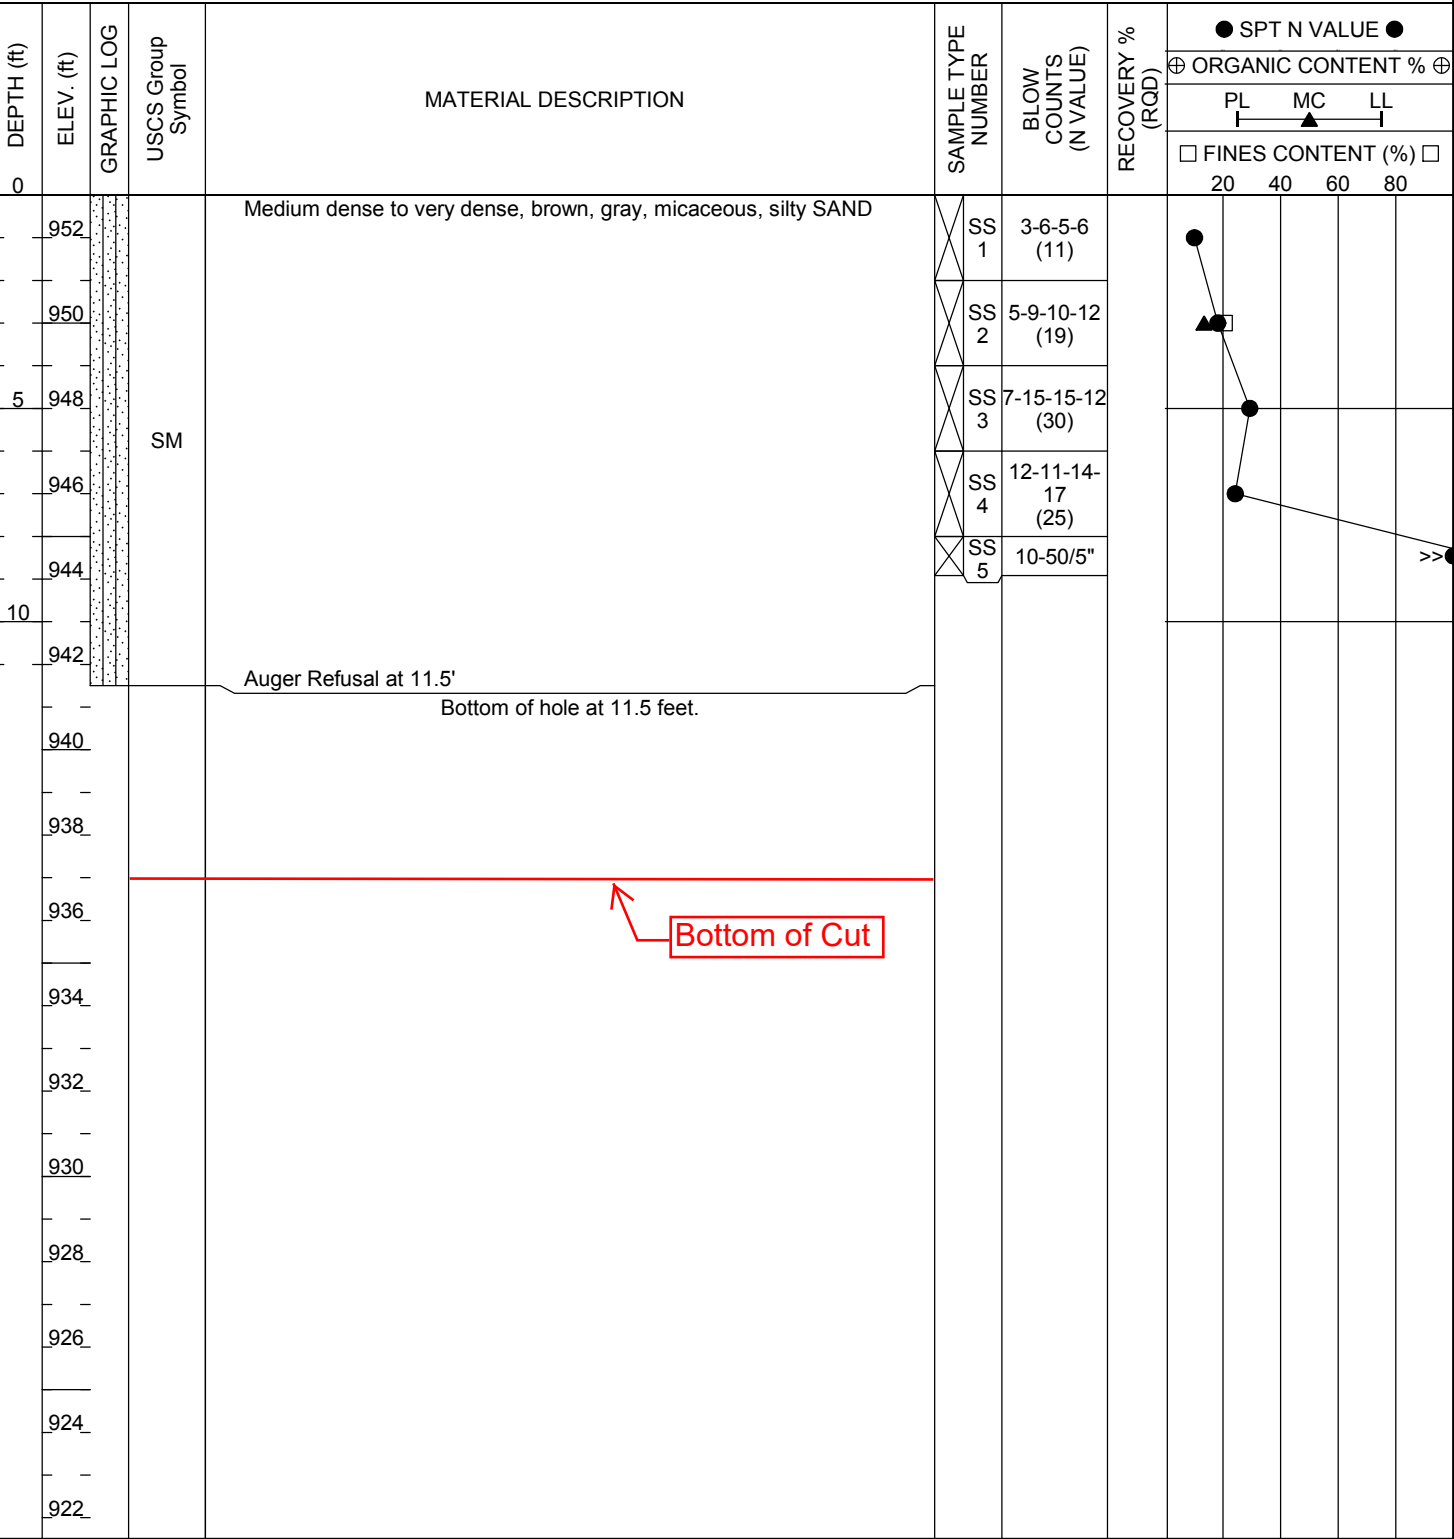 DEPTH (ft)
ELEV. (ft)
GRAPHIC LOG
USCS Group
Symbol
MATERIAL DESCRIPTION
SAMPLE TYPE
NUMBER
BLOW
COUNTS
(N VALUE)
RECOVERY %
(RQD)
● SPT N VALUE ●
⊕ ORGANIC CONTENT % ⊕
PL MC LL
□ FINES CONTENT (%) □
20 40 60 80
0
Medium dense to very dense, brown, gray, micaceous, silty SAND
952
SS
1
3-6-5-6
(11)
950
SS
2
5-9-10-12
(19)
5
948
SS
3
7-15-15-12
(30)
SM
946
SS
4
12-11-14-
17
(25)
944
SS
5
10-50/5"
>>
10
942
Auger Refusal at 11.5'
Bottom of hole at 11.5 feet.
940
938
936
Bottom of Cut
934
932
930
928
926
924
922